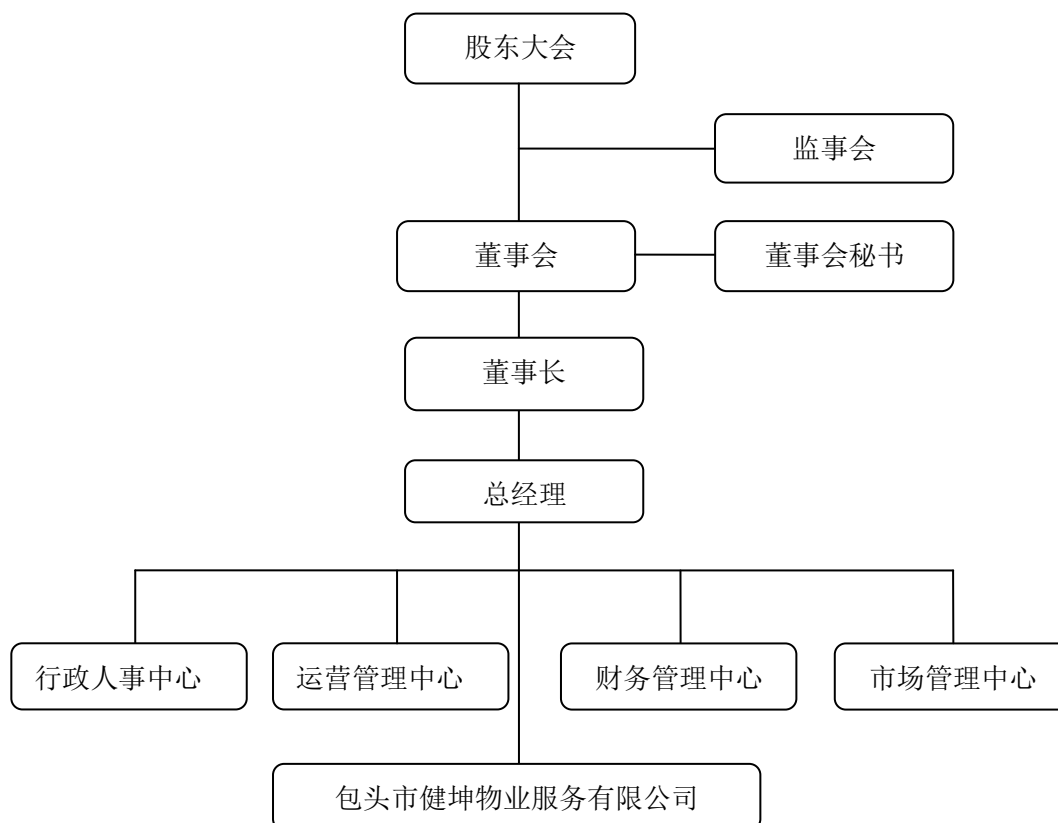 股东大会
监事会
董事会
董事会秘书
董事长
总经理
行政人事中心
运营管理中心
财务管理中心
市场管理中心
包头市健坤物业服务有限公司